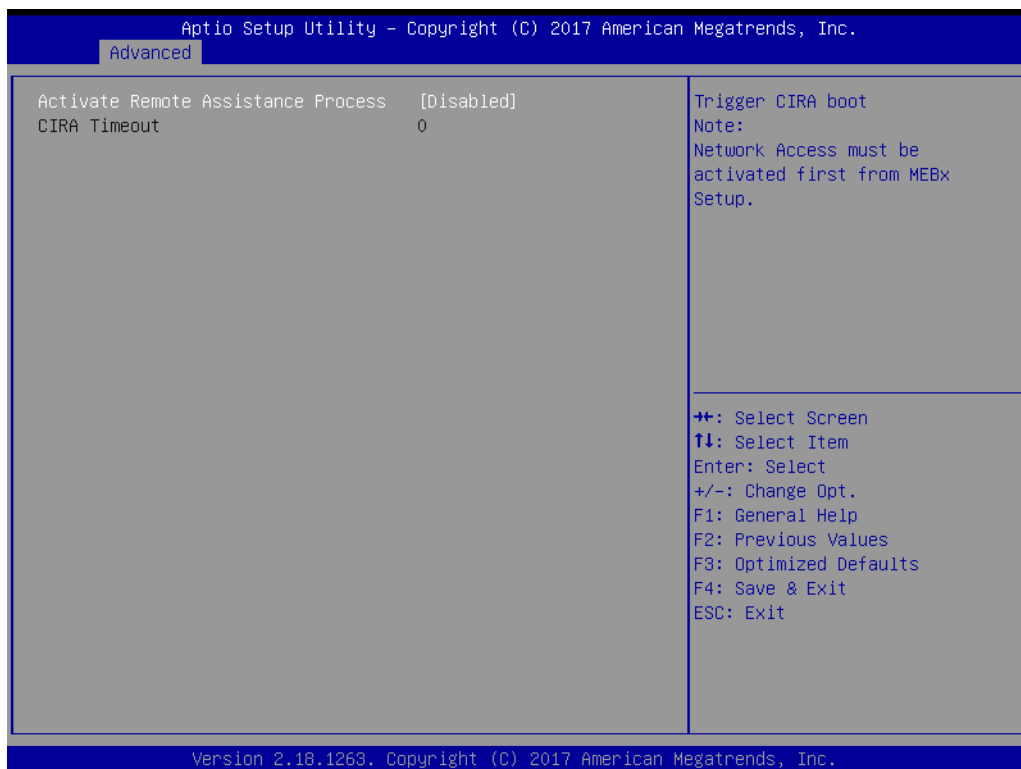 Aptio Setup Utility – Copyright (C) 2017 American Megatrends, Inc.
Advanced
Activate Remote Assistance Process [Disabled]
CIRA Timeout 0
Trigger CIRA boot
Note:
Network Access must be
activated first from MEBx
Setup.
→←: Select Screen
↑↓: Select Item
Enter: Select
+/-: Change Opt.
F1: General Help
F2: Previous Values
F3: Optimized Defaults
F4: Save & Exit
ESC: Exit
Version 2.18.1263. Copyright (C) 2017 American Megatrends, Inc.